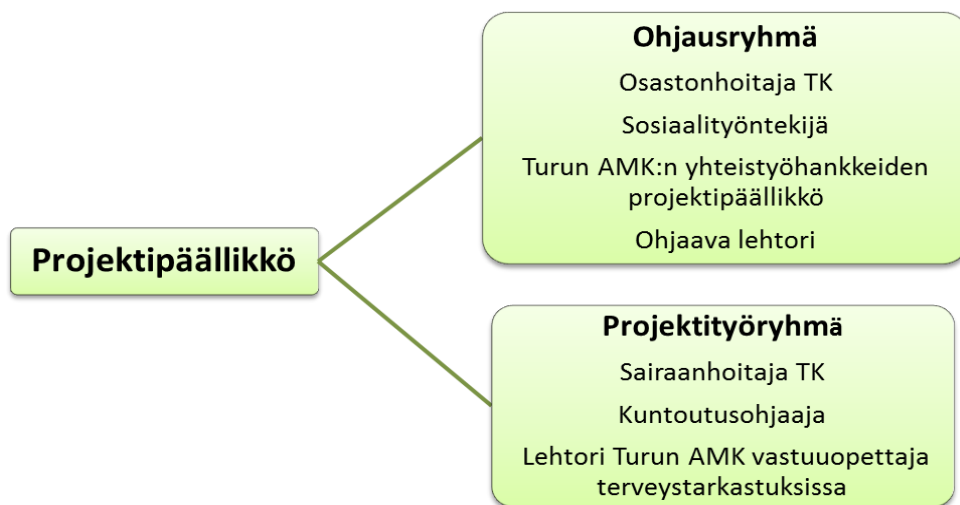 Projektipäällikkö
Ohjausryhmä
Osastonhoitaja TK
Sosiaalityöntekijä
Turun AMK:n yhteistyöhankkeiden
projektipäällikkö
Ohjaava lehtori
Projektityöryhmä
Sairaanhoitaja TK
Kuntoutusohjaaja
Lehtori Turun AMK vastuuopettaja
terveystarkastuksissa